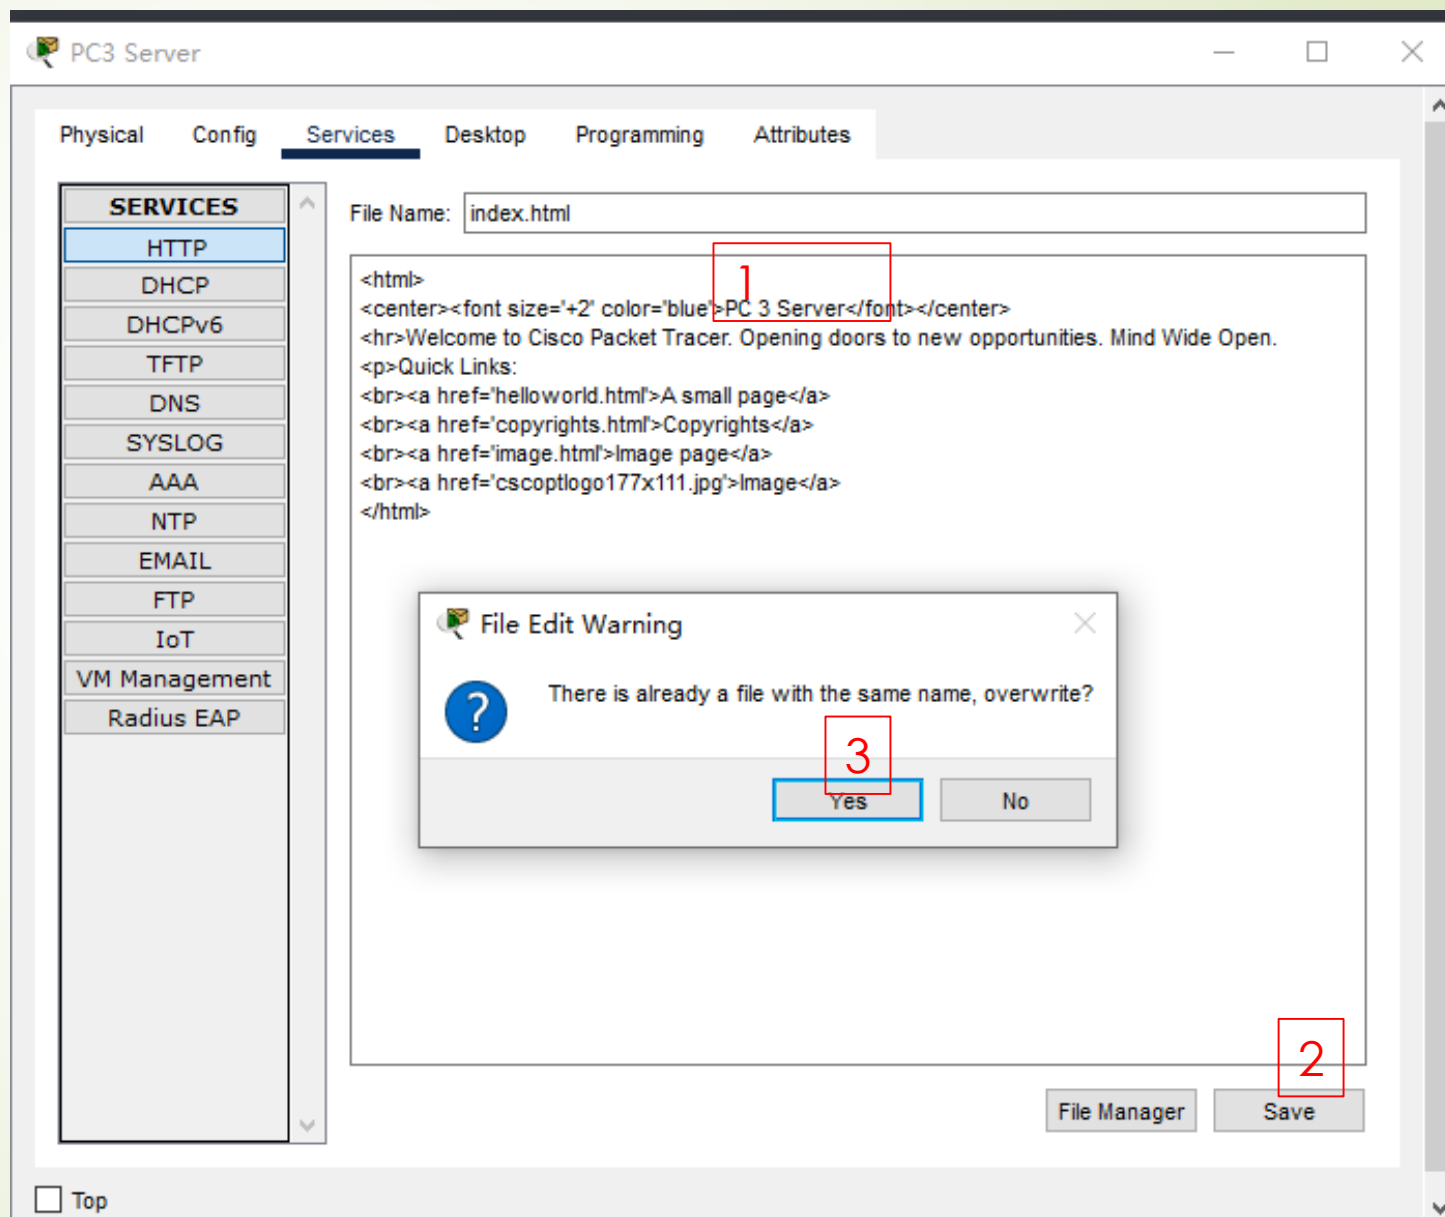 PC3 Server
Physical Config Services Desktop Programming Attributes
SERVICES
HTTP
DHCP
DHCPv6
TFTP
DNS
SYSLOG
AAA
NTP
EMAIL
FTP
IoT
VM Management
Radius EAP
File Name: index.html
1
<html>
<center><font size='+2' color='blue'>PC 3 Server</font></center>
<hr>Welcome to Cisco Packet Tracer. Opening doors to new opportunities. Mind Wide Open.
<p>Quick Links:
<br><a href='helloworld.html'>A small page</a>
<br><a href='copyrights.html'>Copyrights</a>
<br><a href='image.html'>Image page</a>
<br><a href='cscoptlogo177x111.jpg'>Image</a>
</html>
File Edit Warning
There is already a file with the same name, overwrite?
3
Yes No
2
File Manager Save
Top